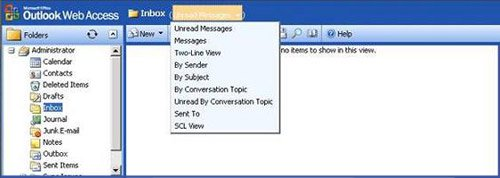 Microsoft Office
Outlook Web Access
Inbox (Unread Messages)
Folders
New
Help
Unread Messages
Messages
Two-Line View
By Sender
By Subject
By Conversation Topic
Unread By Conversation Topic
Sent To
SCL View
no items to show in this view.
Administrator
Calendar
Contacts
Deleted Items
Drafts
Inbox
Journal
Junk E-mail
Notes
Outbox
Sent Items